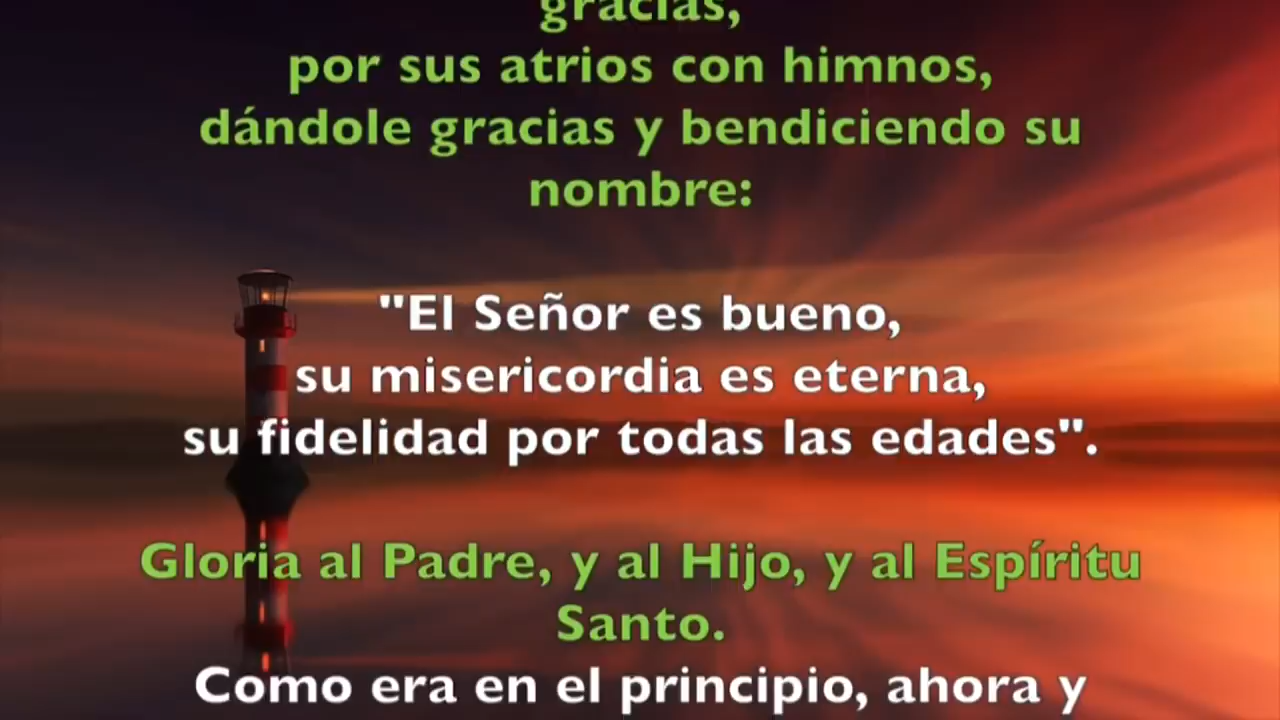 gracias,
por sus atrios con himnos,
dándole gracias y bendiciendo su
nombre:
"El Señor es bueno,
su misericordia es eterna,
su fidelidad por todas las edades".
Gloria al Padre, y al Hijo, y al Espíritu
Santo.
Como era en el principio, ahora y